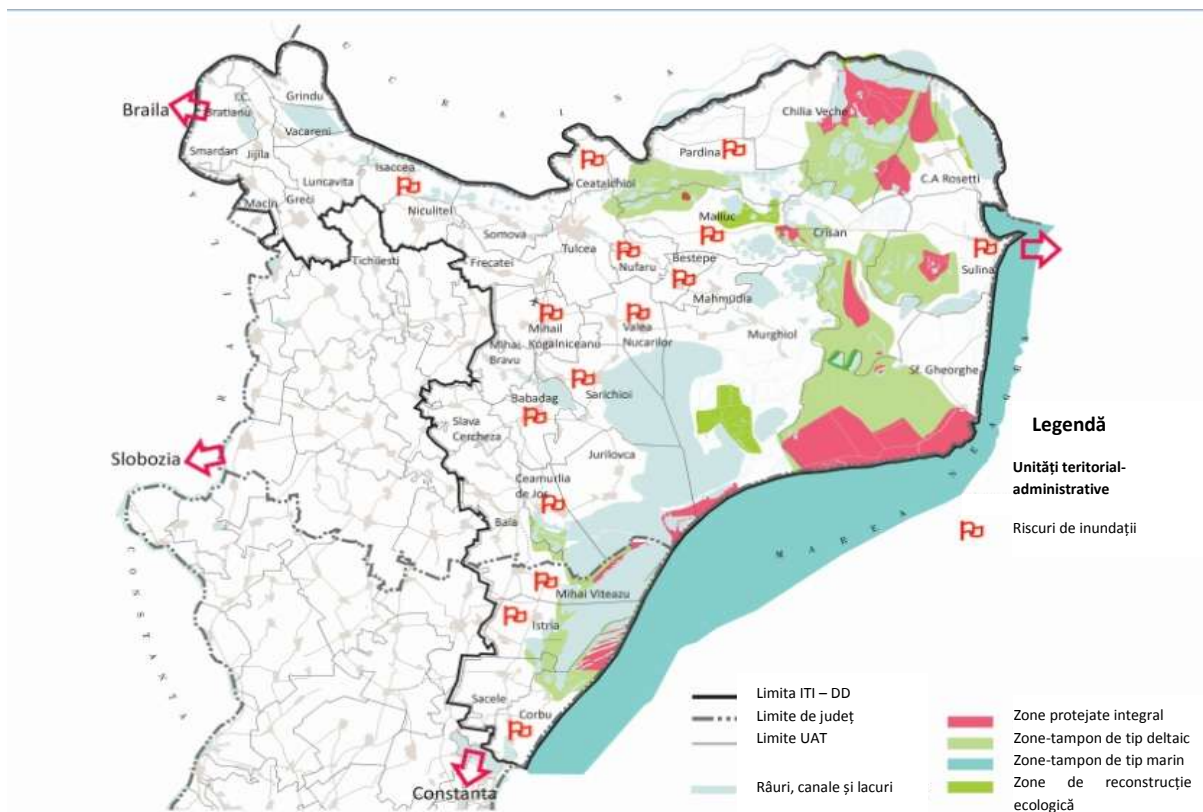 U C R A I N A
Braila
I.C.
Bratianu
Grindu
Vacareni
Smardan
Jijila
Luncavita
Isaccea
Macin
Greci
Niculitel
Somova
Frecatei
Tichilesti
Chilia Veche
Pardina
Ceatalchioi
C.A Rosetti
Maliuc
Crisan
Tulcea
Nufaru
Bestepe
Mahmudia
Sulina
Mihail
Kogalniceanu
Mihai
Bravu
Valea
Nucarilor
Murghiol
Sarichioi
Babadag
Sf. Gheorghe
Slava
Cercheza
Jurilovca
Slobozia
Ceamurlia
de Jos
Baia
Mihai Viteazu
Istria
Sacele
Corbu
Constanta
C O N S T A N T A
M A R E A
N E A G R A
Legendă
Unități teritorial-
administrative
Riscuri de inundații
Limita ITI – DD
Limite de județ
Limite UAT
Râuri, canale și lacuri
Zone protejate integral
Zone-tampon de tip deltaic
Zone-tampon de tip marin
Zone de reconstrucție
ecologică